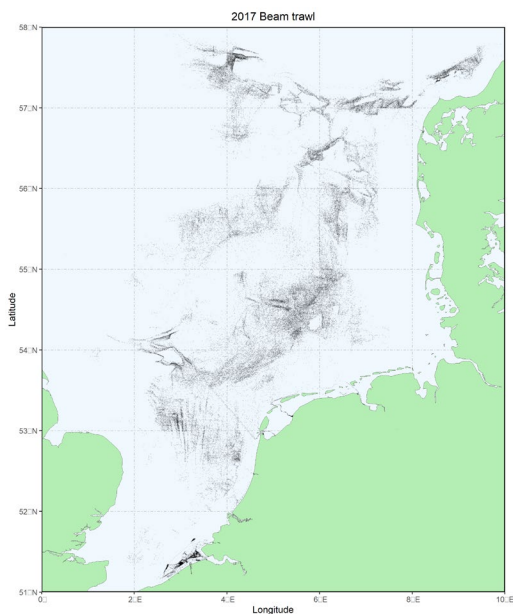 2017 Beam trawl
58□N
57□N
56□N
55□N
54□N
53□N
52□N
51□N
Latitude
0□
2□E
4□E
6□E
8□E
10□E
Longitude